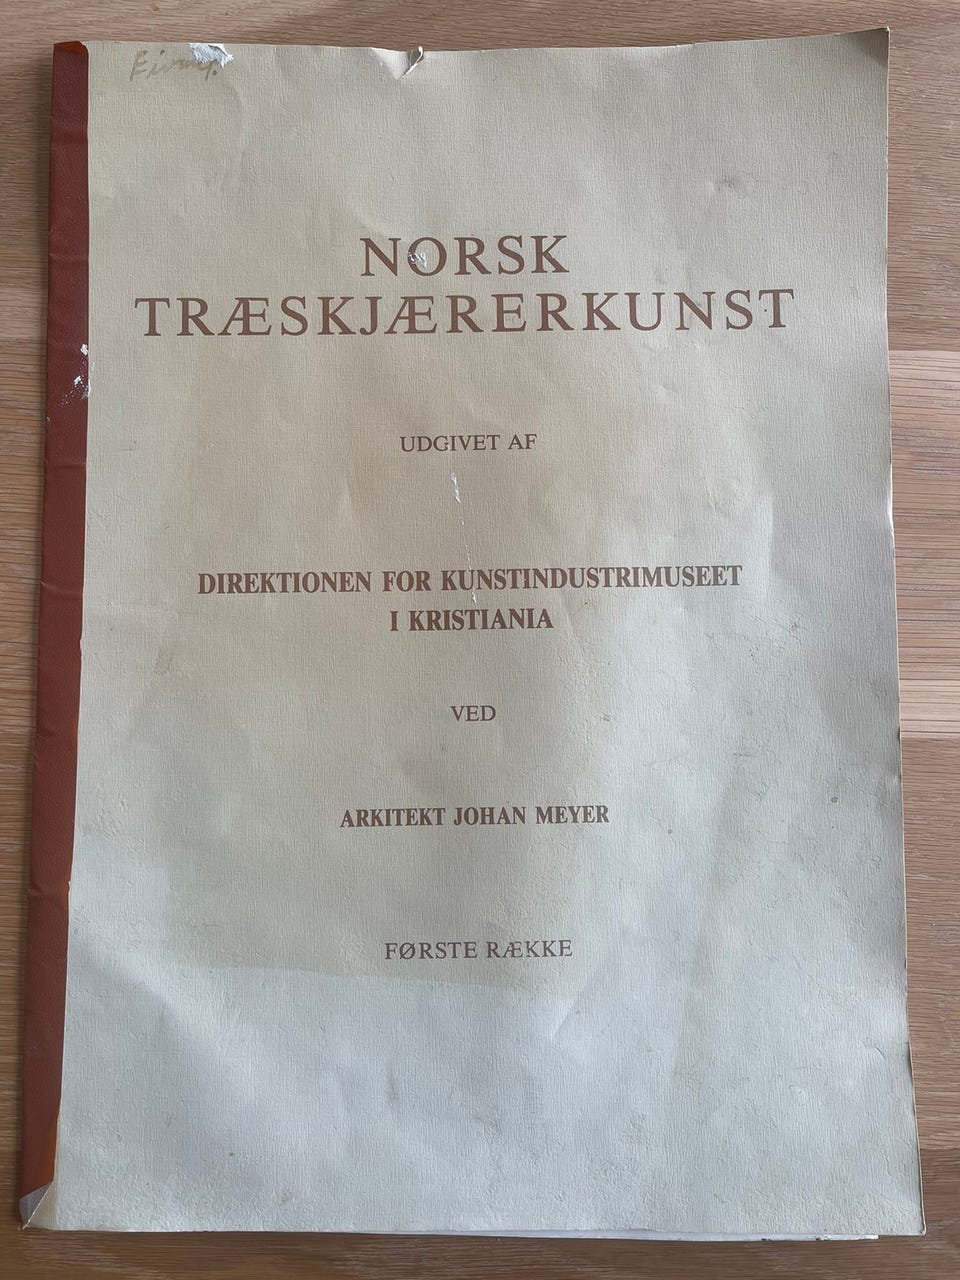 NORSK
TRÆSKJÆRERKUNST
UDGIVET AF
DIREKTIONEN FOR KUNSTINDUSTRIMUSEET
I KRISTIANIA
VED
ARKITEKT JOHAN MEYER
FØRSTE RÆKKE